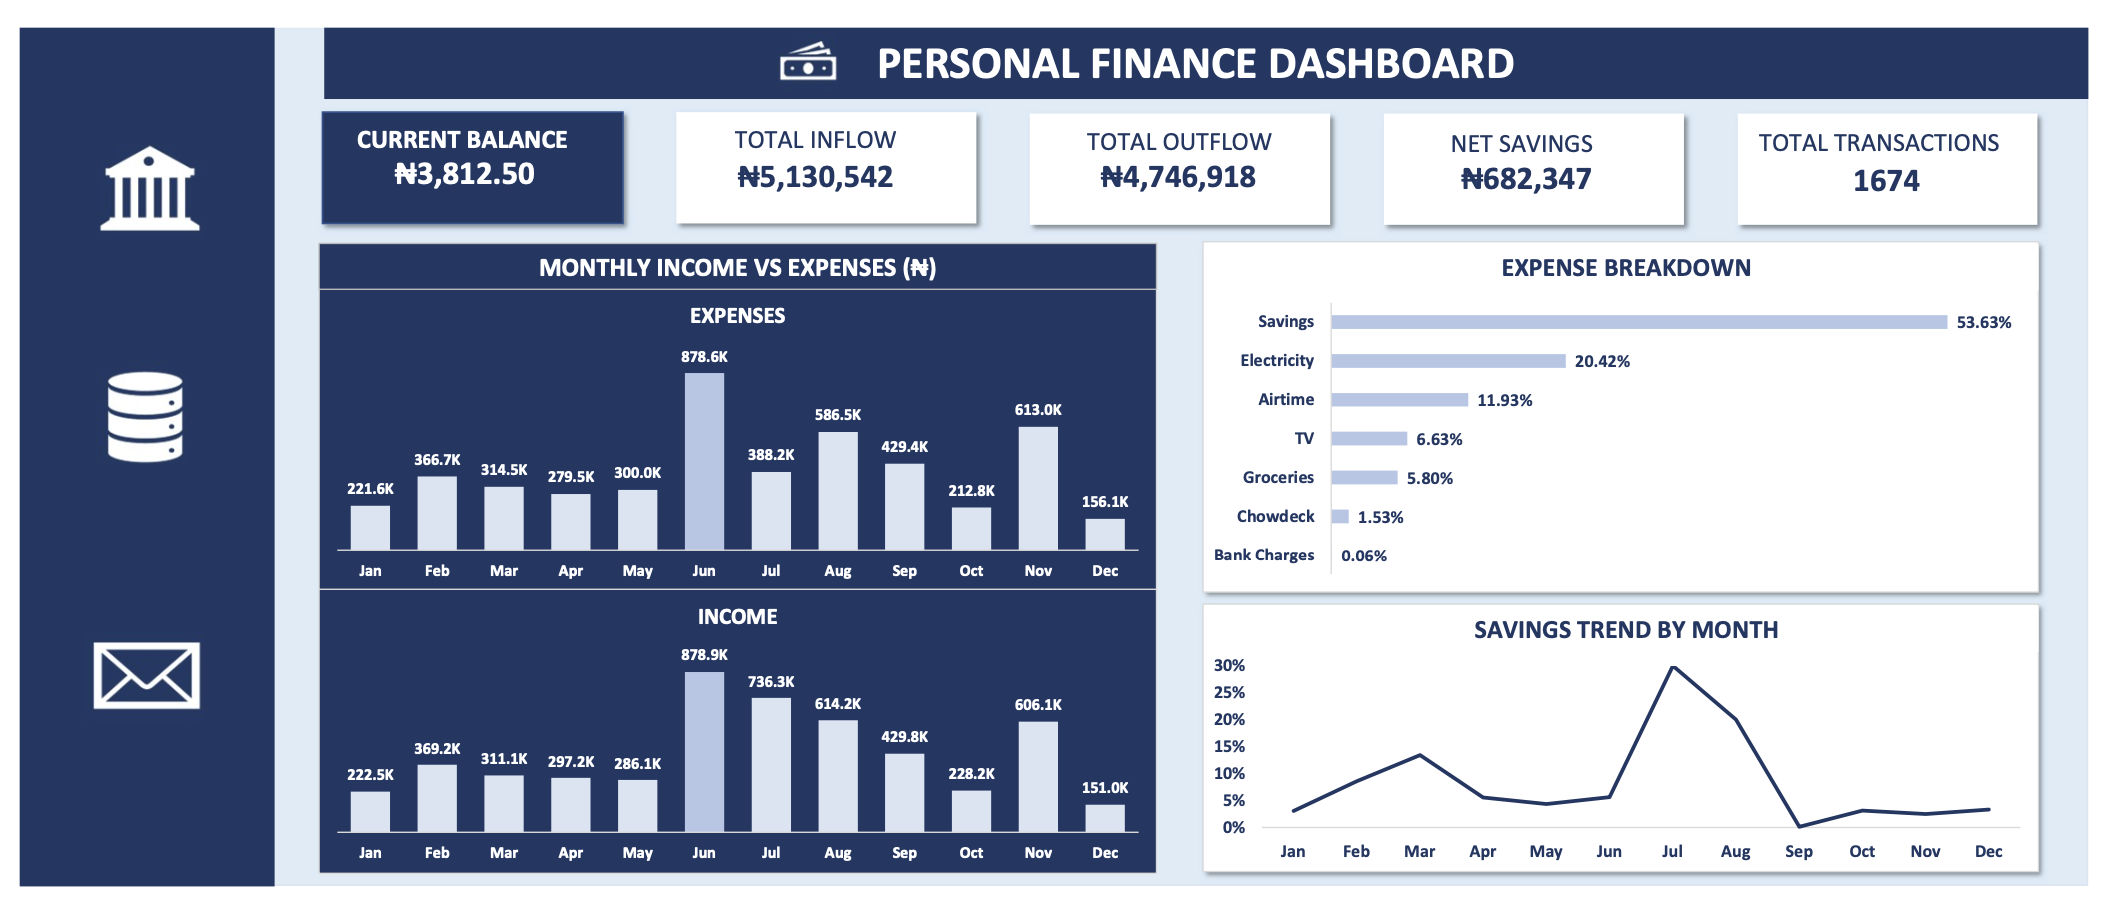 PERSONAL FINANCE DASHBOARD
CURRENT BALANCE
₦3,812.50
TOTAL INFLOW
₦5,130,542
TOTAL OUTFLOW
₦4,746,918
NET SAVINGS
₦682,347
TOTAL TRANSACTIONS
1674
MONTHLY INCOME VS EXPENSES (₦)
EXPENSES
221.6K 366.7K 314.5K 279.5K 300.0K 878.6K 388.2K 586.5K 429.4K 212.8K 613.0K 156.1K
Jan Feb Mar Apr May Jun Jul Aug Sep Oct Nov Dec
INCOME
222.5K 369.2K 311.1K 297.2K 286.1K 878.9K 736.3K 614.2K 429.8K 228.2K 606.1K 151.0K
Jan Feb Mar Apr May Jun Jul Aug Sep Oct Nov Dec
EXPENSE BREAKDOWN
Savings 53.63%
Electricity 20.42%
Airtime 11.93%
TV 6.63%
Groceries 5.80%
Chowdeck 1.53%
Bank Charges 0.06%
SAVINGS TREND BY MONTH
30%
25%
20%
15%
10%
5%
0%
Jan Feb Mar Apr May Jun Jul Aug Sep Oct Nov Dec